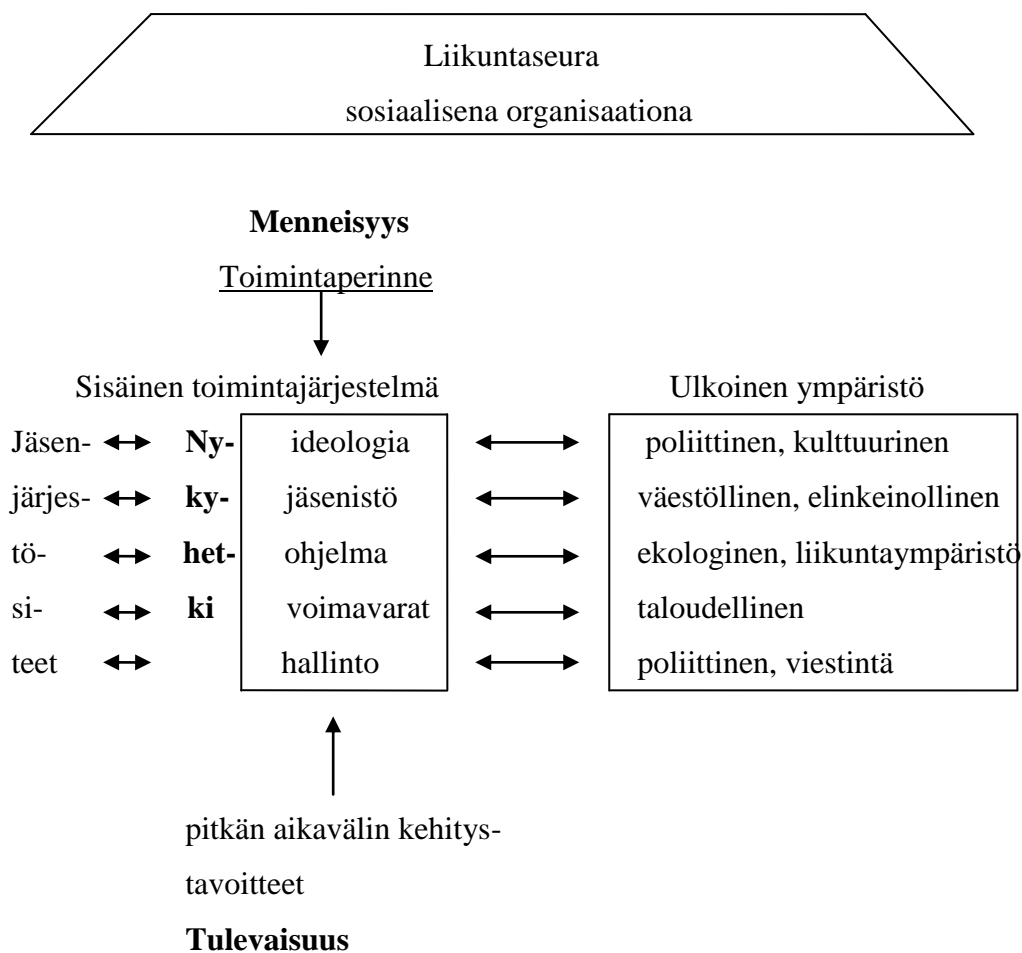 Liikuntaseura
sosiaalisena organisaationa
Menneisyys
Toimintaperinne
Sisäinen toimintajärjestelmä Ulkoinen ympäristö
Jäsen- Ny- ideologia poliittinen, kulttuurinen
järjes- ky- jäsenistö väestöllinen, elinkeinollinen
tö- het- ohjelma ekologinen, liikuntaympäristö
si- ki voimavarat taloudellinen
teet hallinto poliittinen, viestintä
pitkän aikavälin kehitys-
tavoitteet
Tulevaisuus